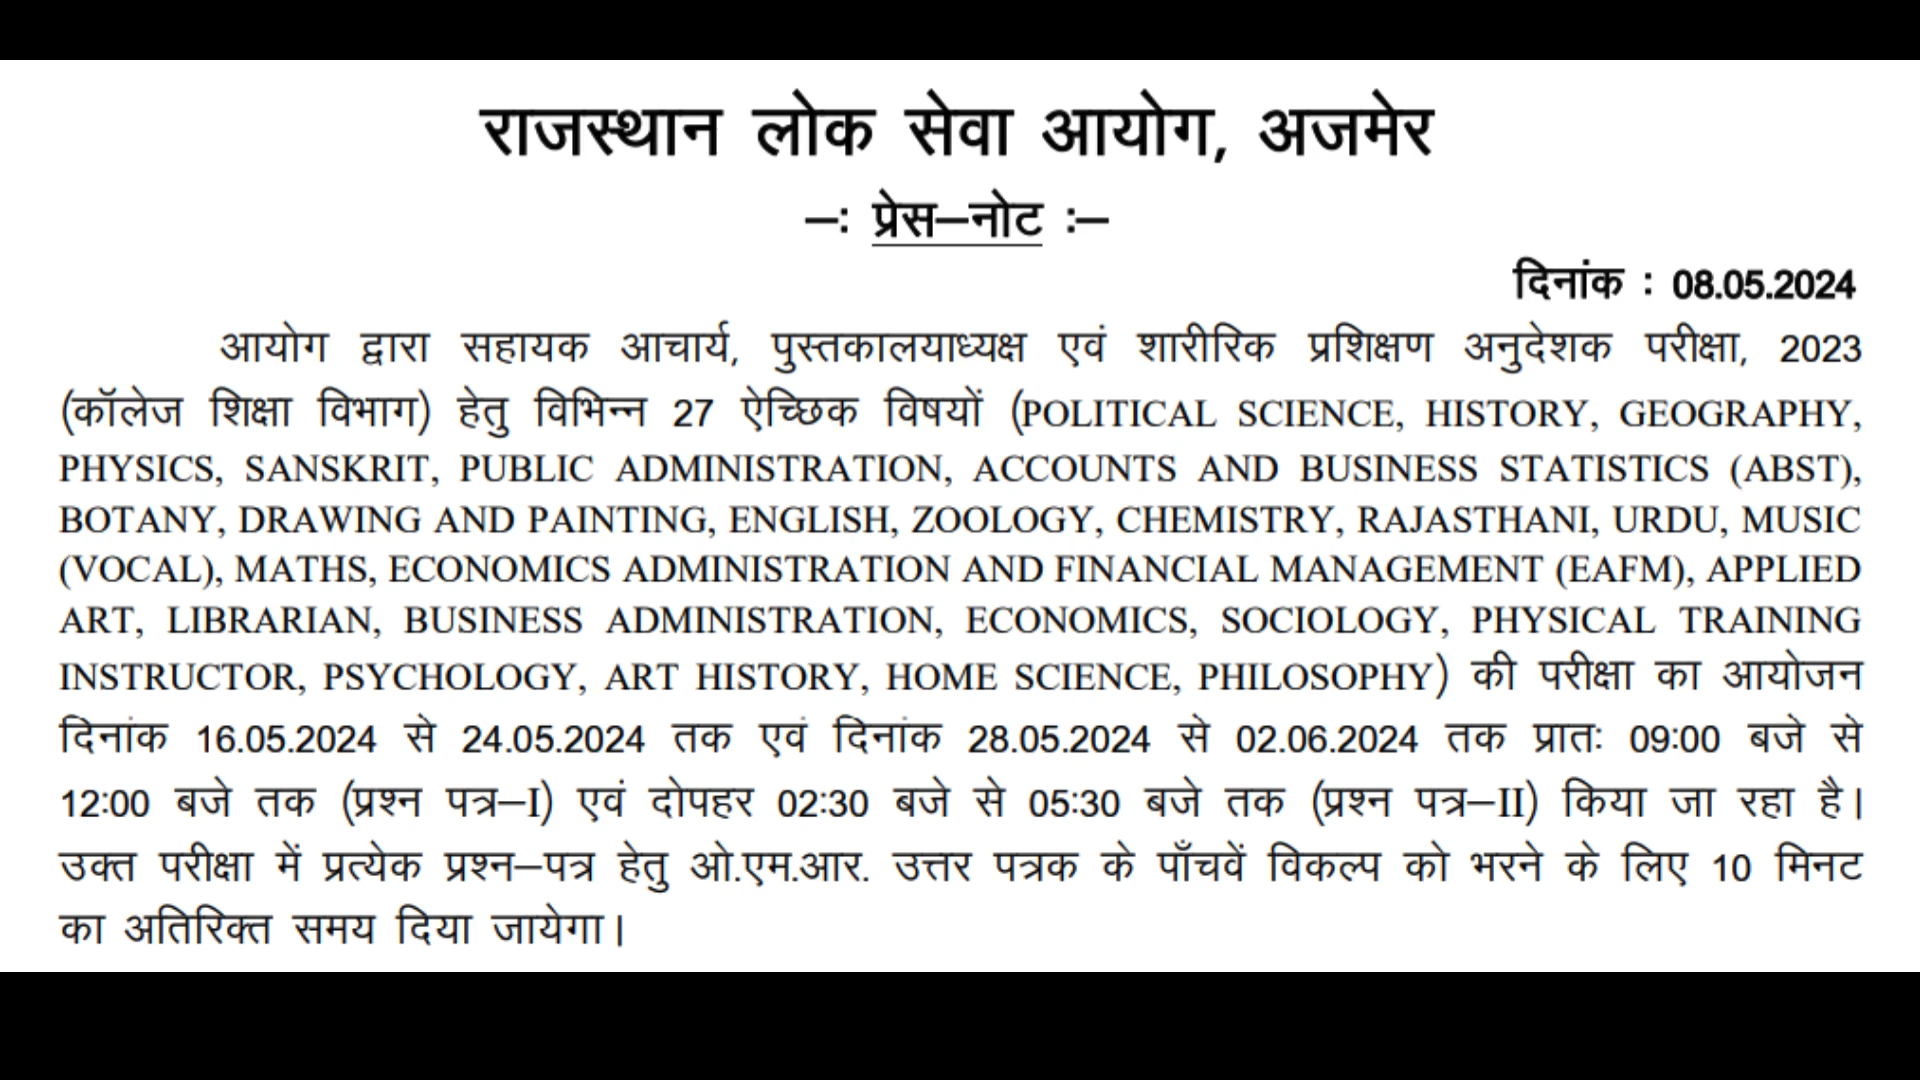 राजस्थान लोक सेवा आयोग, अजमेर
–: प्रेस–नोट :–
दिनांक : 08.05.2024
आयोग द्वारा सहायक आचार्य, पुस्तकालयाध्यक्ष एवं शारीरिक प्रशिक्षण अनुदेशक परीक्षा, 2023
(कॉलेज शिक्षा विभाग) हेतु विभिन्न 27 ऐच्छिक विषयों (POLITICAL SCIENCE, HISTORY, GEOGRAPHY,
PHYSICS, SANSKRIT, PUBLIC ADMINISTRATION, ACCOUNTS AND BUSINESS STATISTICS (ABST),
BOTANY, DRAWING AND PAINTING, ENGLISH, ZOOLOGY, CHEMISTRY, RAJASTHANI, URDU, MUSIC
(VOCAL), MATHS, ECONOMICS ADMINISTRATION AND FINANCIAL MANAGEMENT (EAFM), APPLIED
ART, LIBRARIAN, BUSINESS ADMINISTRATION, ECONOMICS, SOCIOLOGY, PHYSICAL TRAINING
INSTRUCTOR, PSYCHOLOGY, ART HISTORY, HOME SCIENCE, PHILOSOPHY) की परीक्षा का आयोजन
दिनांक 16.05.2024 से 24.05.2024 तक एवं दिनांक 28.05.2024 से 02.06.2024 तक प्रातः 09:00 बजे से
12:00 बजे तक (प्रश्न पत्र–I) एवं दोपहर 02:30 बजे से 05:30 बजे तक (प्रश्न पत्र–II) किया जा रहा है।
उक्त परीक्षा में प्रत्येक प्रश्न–पत्र हेतु ओ.एम.आर. उत्तर पत्रक के पाँचवें विकल्प को भरने के लिए 10 मिनट
का अतिरिक्त समय दिया जायेगा।